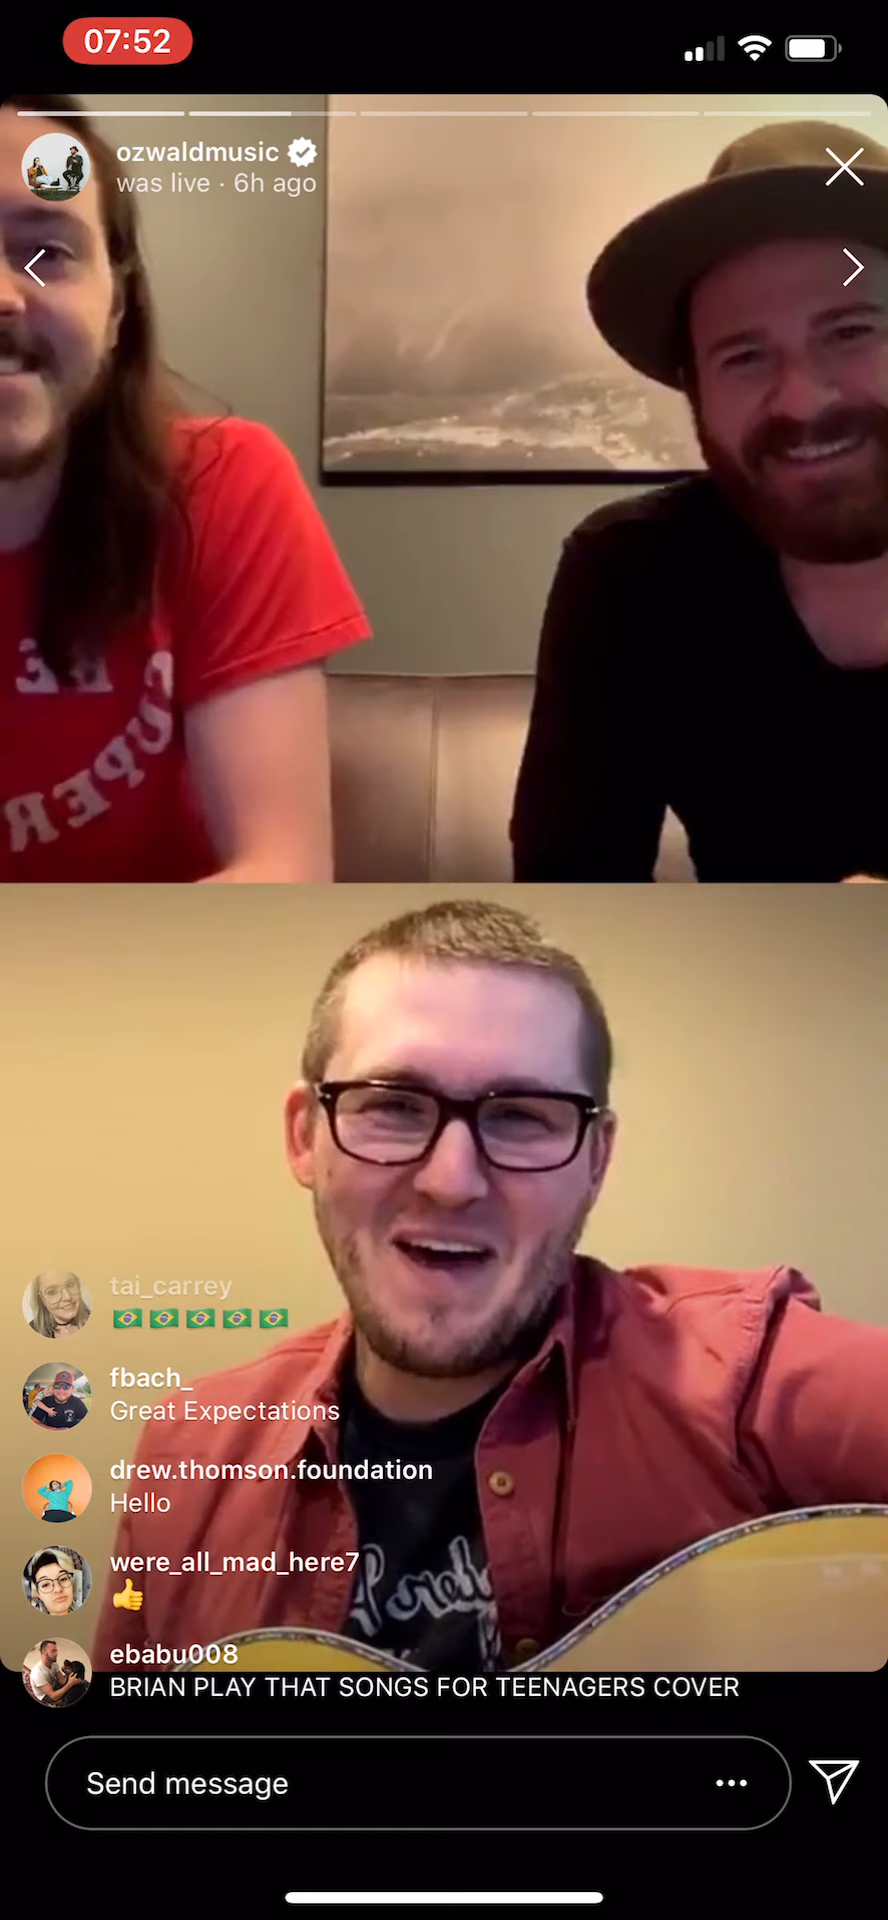 07:52
ozwaldmusic
was live · 6h ago
SUPER
tai_carrey
🇧🇷🇧🇷🇧🇷🇧🇷🇧🇷
fbach_
Great Expectations
drew.thomson.foundation
Hello
were_all_mad_here7
👍
ebabu008
BRIAN PLAY THAT SONGS FOR TEENAGERS COVER
Send message